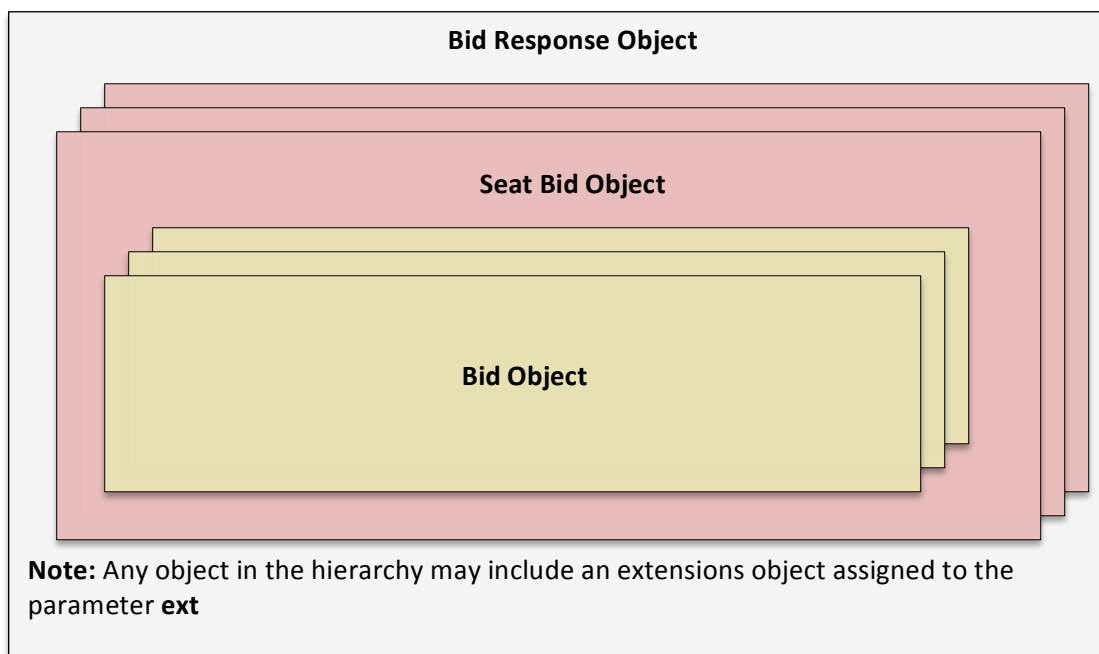 Bid Response Object
Seat Bid Object
Bid Object
Note: Any object in the hierarchy may include an extensions object assigned to the
parameter ext